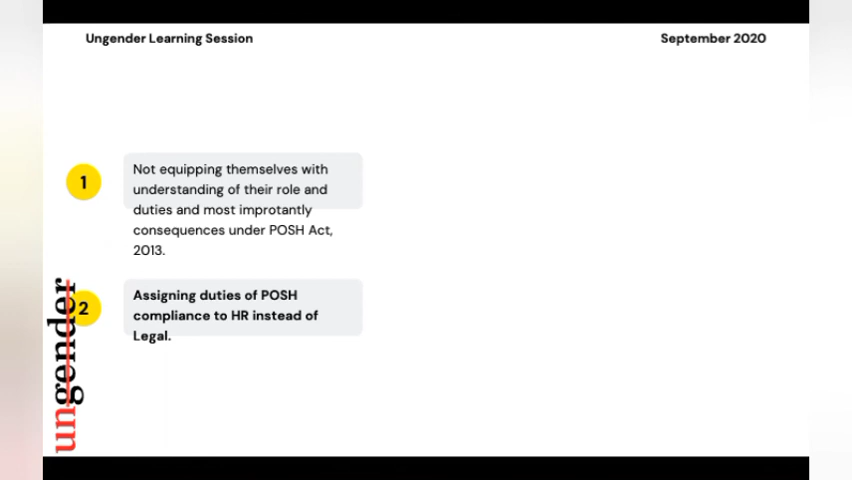 Ungender Learning Session
September 2020
1
Not equipping themselves with
understanding of their role and
duties and most improtantly
consequences under POSH Act,
2013.
2
Assigning duties of POSH
compliance to HR instead of
Legal.
ungender